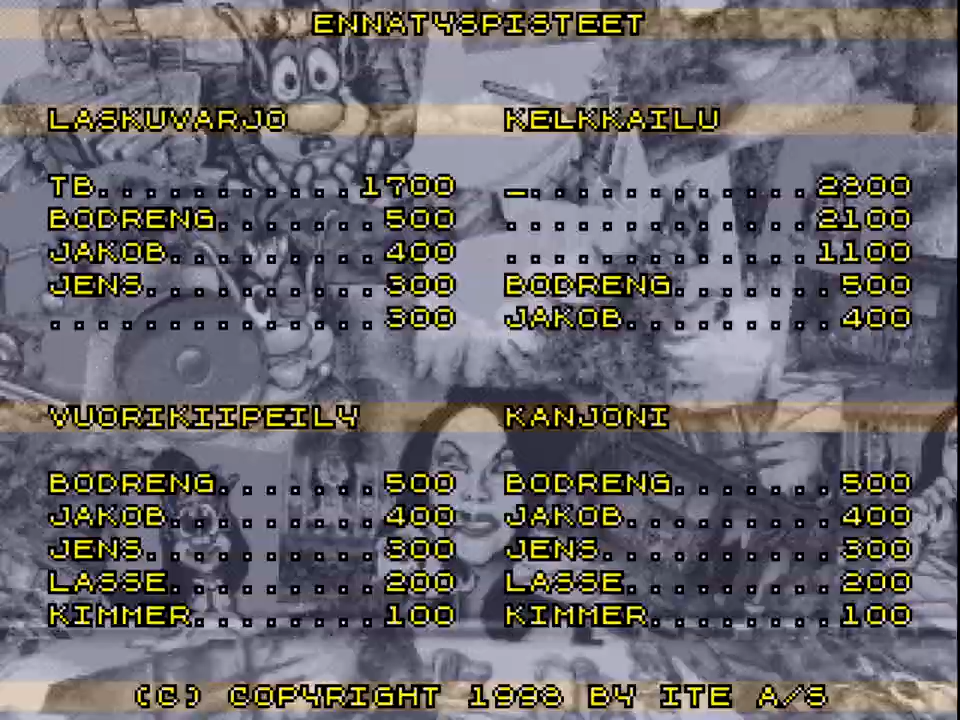 ENNÄTYSPISTEET
LASKUVARJO
TB...........1700
BODRENG.......500
JAKOB.........400
JENS..........300
..............300
KELKKAILU
_............2300
.............2100
.............1100
BODRENG.......500
JAKOB.........400
VUORIKIIPEILY
BODRENG.......500
JAKOB.........400
JENS..........300
LASSE.........200
KIMMER........100
KANJONI
BODRENG.......500
JAKOB.........400
JENS..........300
LASSE.........200
KIMMER........100
(C) COPYRIGHT 1998 BY ITE A/S